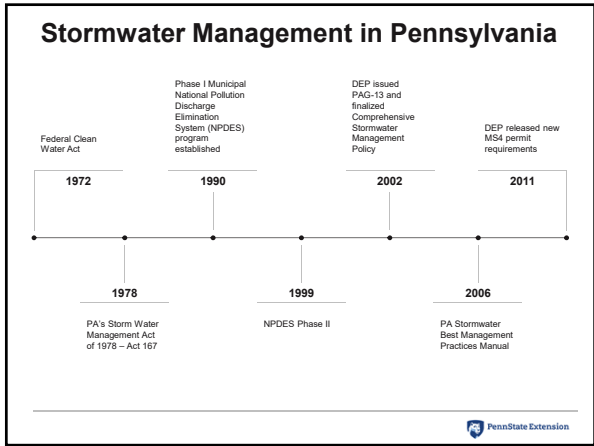 Stormwater Management in Pennsylvania
Federal Clean
Water Act
1972
Phase I Municipal
National Pollution
Discharge
Elimination
System (NPDES)
program
established
1990
DEP issued
PAG-13 and
finalized
Comprehensive
Stormwater
Management
Policy
2002
DEP released new
MS4 permit
requirements
2011
1978
PA's Storm Water
Management Act
of 1978 – Act 167
1999
NPDES Phase II
2006
PA Stormwater
Best Management
Practices Manual
PennState Extension